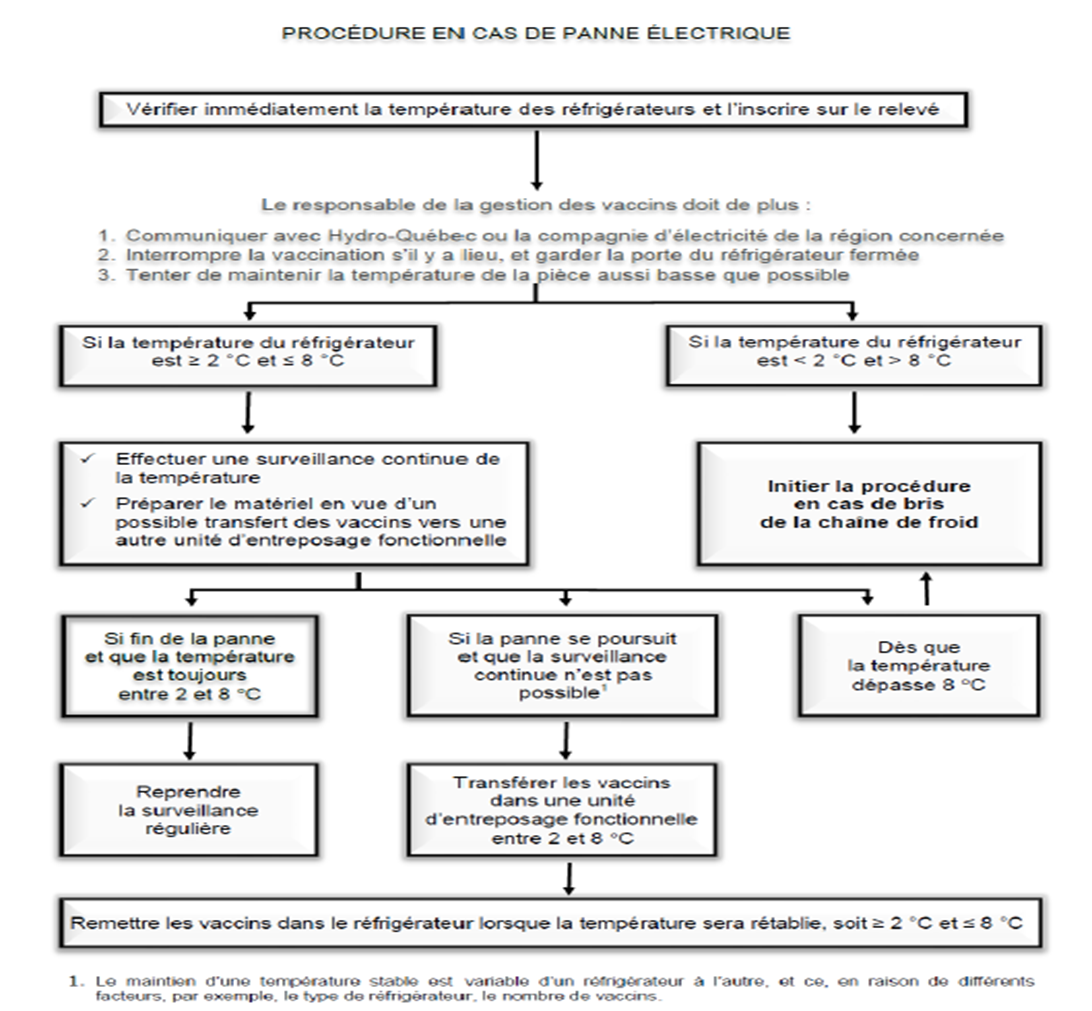 PROCÉDURE EN CAS DE PANNE ÉLECTRIQUE
Vérifier immédiatement la température des réfrigérateurs et l'inscrire sur le relevé
Le responsable de la gestion des vaccins doit de plus :
1. Communiquer avec Hydro-Québec ou la compagnie d'électricité de la région concernée
2. Interrompre la vaccination s'il y a lieu, et garder la porte du réfrigérateur fermée
3. Tenter de maintenir la température de la pièce aussi basse que possible
Si la température du réfrigérateur
est ≥ 2 °C et ≤ 8 °C
Si la température du réfrigérateur
est < 2 °C et > 8 °C
✓ Effectuer une surveillance continue de
la température
✓ Préparer le matériel en vue d'un
possible transfert des vaccins vers une
autre unité d'entreposage fonctionnelle
Initier la procédure
en cas de bris
de la chaîne de froid
Si fin de la panne
et que la température
est toujours
entre 2 et 8 °C
Si la panne se poursuit
et que la surveillance
continue n'est pas
possible¹
Dès que
la température
dépasse 8 °C
Reprendre
la surveillance
régulière
Transférer les vaccins
dans une unité
d'entreposage fonctionnelle
entre 2 et 8 °C
Remettre les vaccins dans le réfrigérateur lorsque la température sera rétablie, soit ≥ 2 °C et ≤ 8 °C
1. Le maintien d'une température stable est variable d'un réfrigérateur à l'autre, et ce, en raison de différents
facteurs, par exemple, le type de réfrigérateur, le nombre de vaccins.